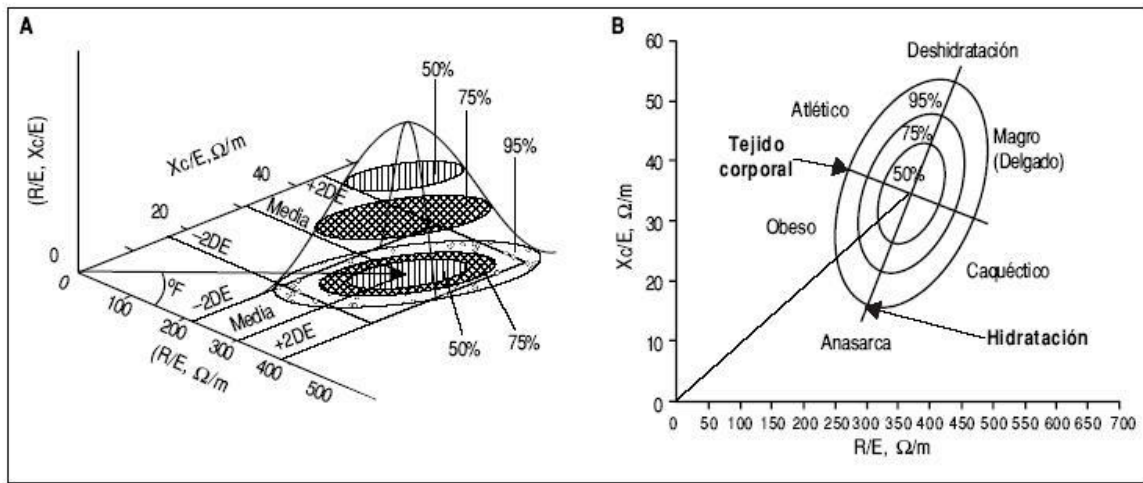 A
(R/E, Xc/E)
Xc/E,Ω/m
50%
75%
95%
40
20
0
+2DE
Media
−2DE
0
100
200
300
400
500
ºF
−2DE
Media
+2DE
50%
75%
(R/E, Ω/m
B
60
50
40
30
20
10
0
Xc/E, Ω/m
Deshidratación
Atlético
95%
75%
50%
Magro
(Delgado)
Tejido
corporal
Obeso
Caquéctico
Anasarca
Hidratación
0 50 100 150 200 250 300 350 400 450 500 550 600 650 700
R/E, Ω/m